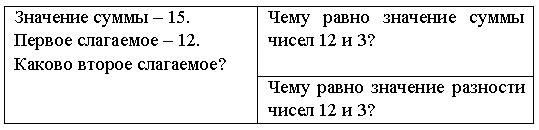 Значение суммы – 15.
Первое слагаемое – 12.
Каково второе слагаемое?
Чему равно значение суммы
чисел 12 и 3?
Чему равно значение разности
чисел 12 и 3?